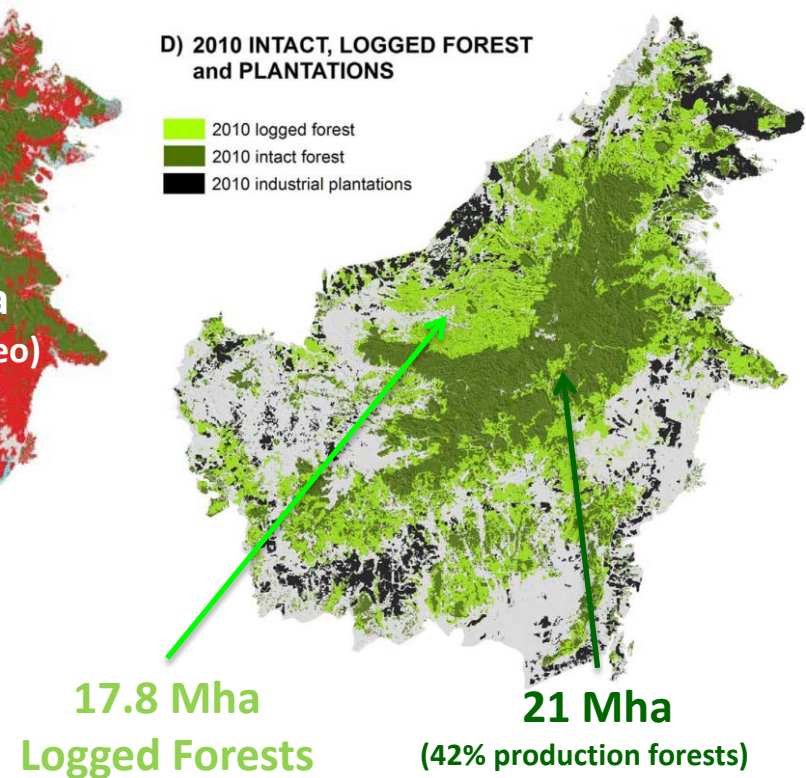 D) 2010 INTACT, LOGGED FOREST
and PLANTATIONS
2010 logged forest
2010 intact forest
2010 industrial plantations
a
eo)
17.8 Mha
Logged Forests
21 Mha
(42% production forests)